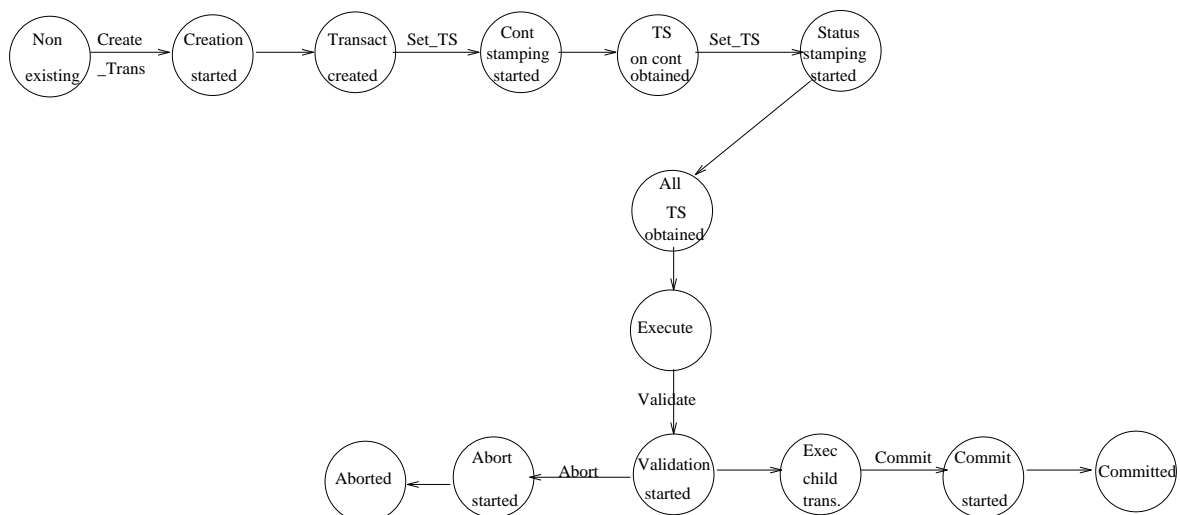 Non
existing
Create
_Trans
Creation
started
Transact
created
Set_TS
Cont
stamping
started
TS
on cont
obtained
Set_TS
Status
stamping
started
All
TS
obtained
Execute
Validate
Aborted
Abort
started
Abort
Validation
started
Exec
child
trans.
Commit
Commit
started
Committed